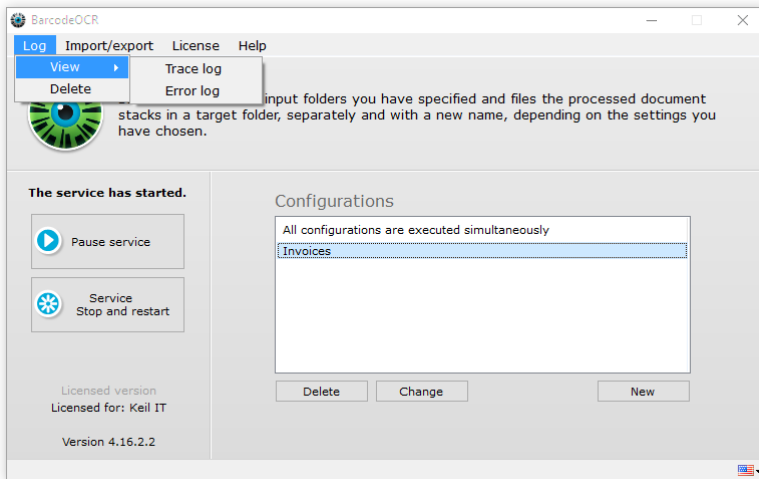 BarcodeOCR
Log Import/export License Help
View Trace log
Delete Error log
input folders you have specified and files the processed document
stacks in a target folder, separately and with a new name, depending on the settings you
have chosen.
The service has started.
Configurations
All configurations are executed simultaneously
Invoices
Pause service
Service
Stop and restart
Delete Change New
Licensed version
Licensed for: Keil IT
Version 4.16.2.2